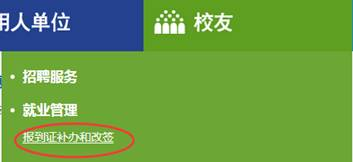 用人单位
校友
招聘服务
就业管理
报到证补办和改签